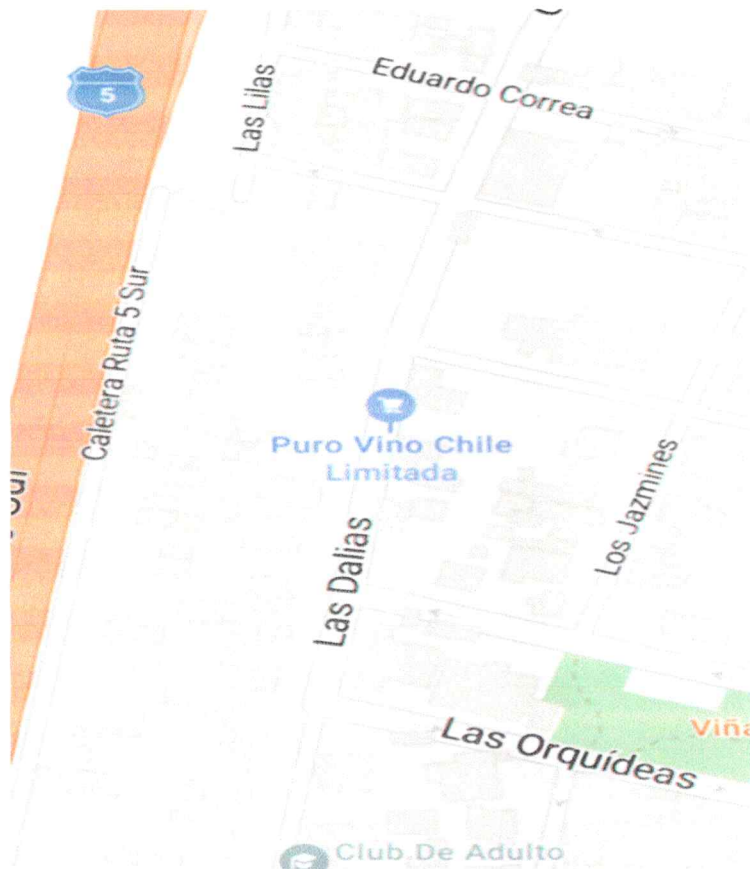 5
Las Lilas
Eduardo Correa
Caletera Ruta 5 Sur
Puro Vino Chile
Limitada
Los Jazmines
Las Dalias
Viña
Las Orquídeas
Club De Adulto